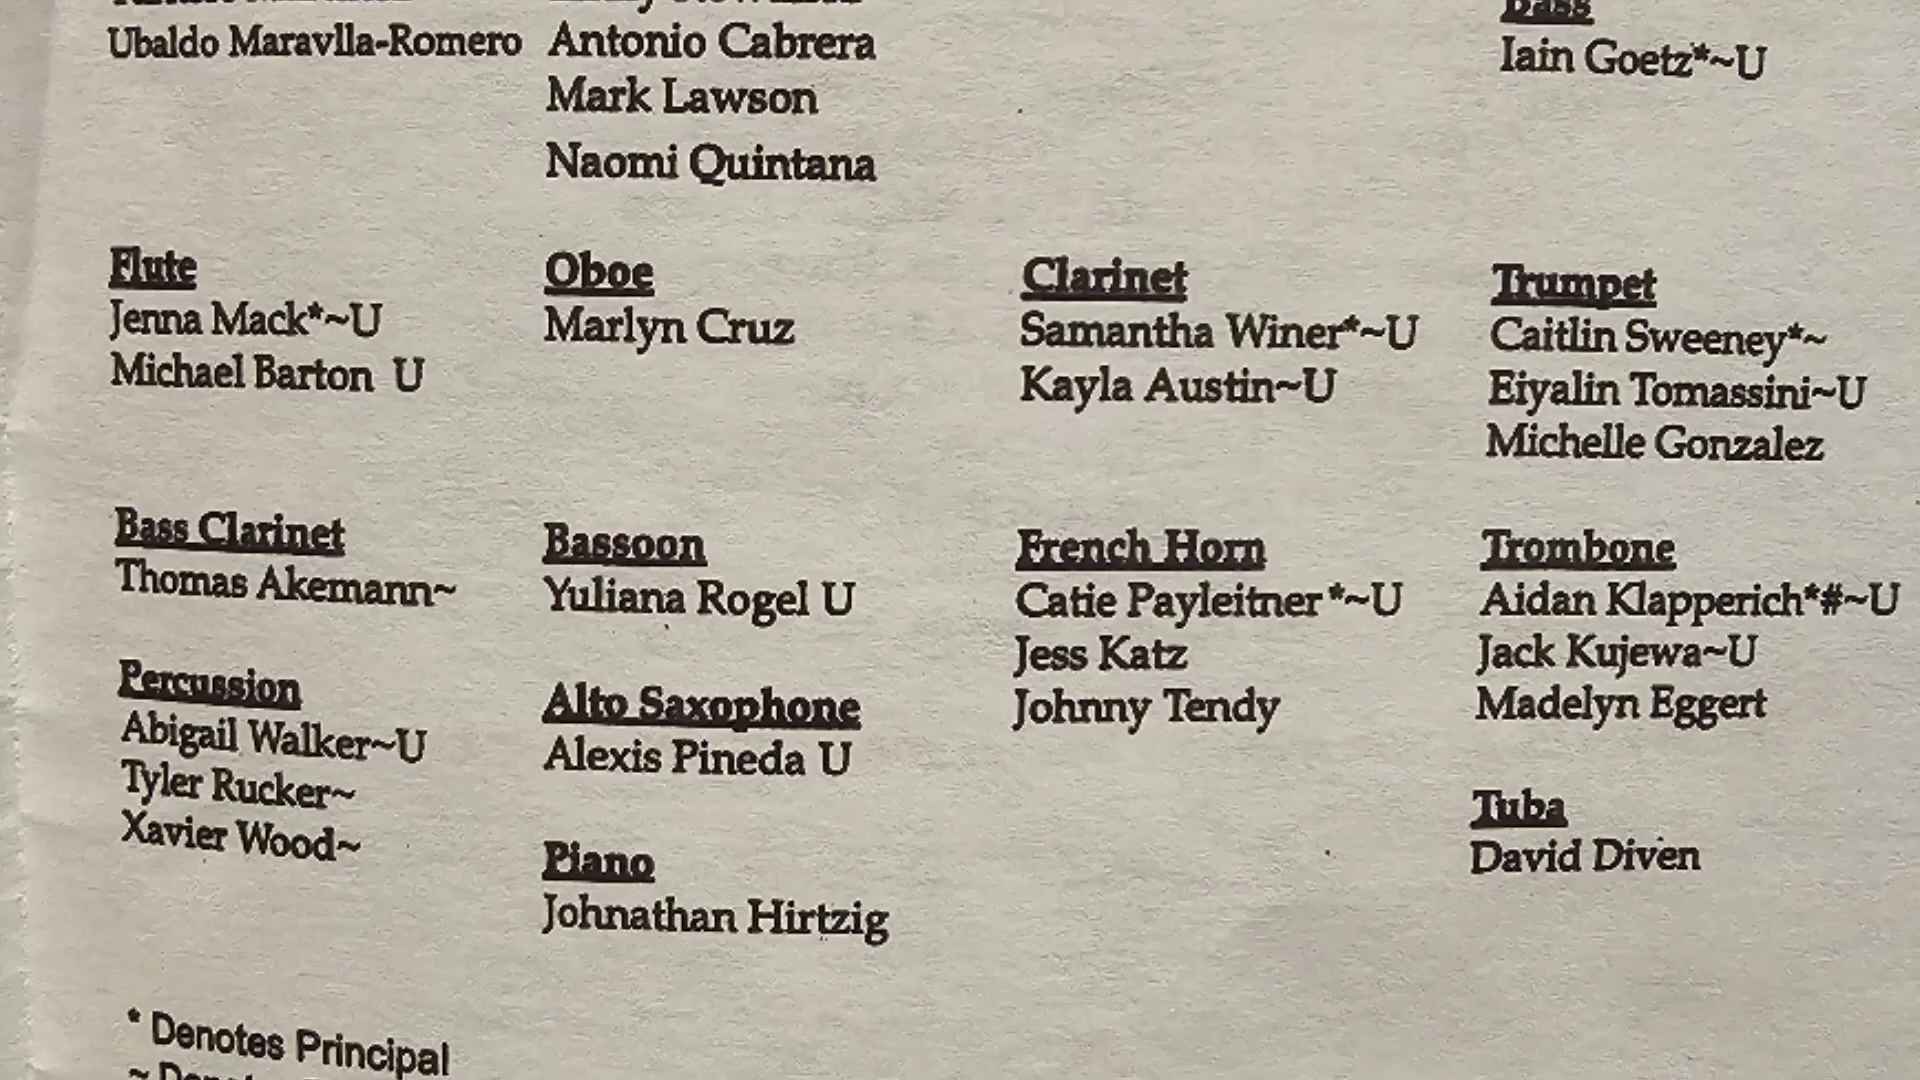 Ubaldo Maravlla-Romero
Antonio Cabrera
Mark Lawson
Naomi Quintana
Bass
Iain Goetz*~U
Flute
Jenna Mack*~U
Michael Barton U
Oboe
Marlyn Cruz
Clarinet
Samantha Winer*~U
Kayla Austin~U
Trumpet
Caitlin Sweeney*~
Eiyalin Tomassini~U
Michelle Gonzalez
Bass Clarinet
Thomas Akemann~
Bassoon
Yuliana Rogel U
French Horn
Catie Payleitner*~U
Jess Katz
Johnny Tendy
Trombone
Aidan Klapperich*#~U
Jack Kujewa~U
Madelyn Eggert
Percussion
Abigail Walker~U
Tyler Rucker~
Xavier Wood~
Alto Saxophone
Alexis Pineda U
Tuba
David Diven
Piano
Johnathan Hirtzig
* Denotes Principal
~